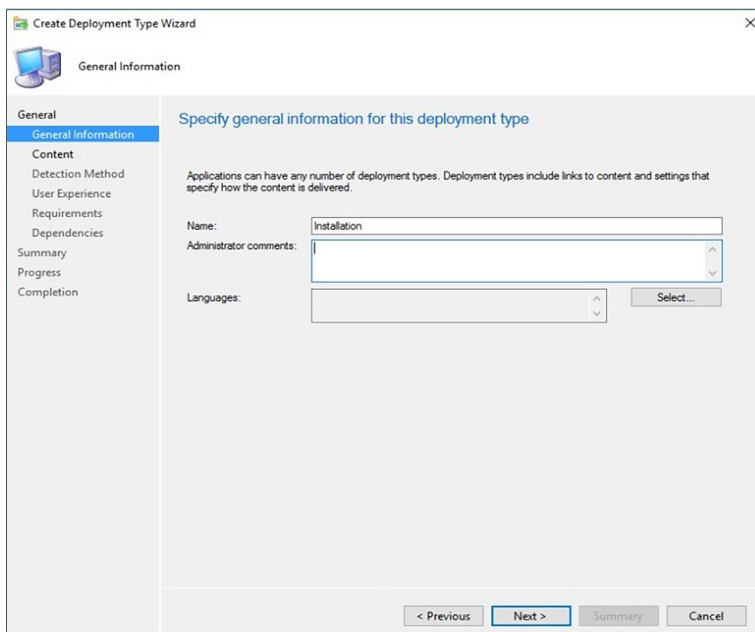 Create Deployment Type Wizard
General Information
General
General Information
Content
Detection Method
User Experience
Requirements
Dependencies
Summary
Progress
Completion
Specify general information for this deployment type
Applications can have any number of deployment types. Deployment types include links to content and settings that
specify how the content is delivered.
Name: Installation
Administrator comments:
Languages: Select...
< Previous Next > Summary Cancel